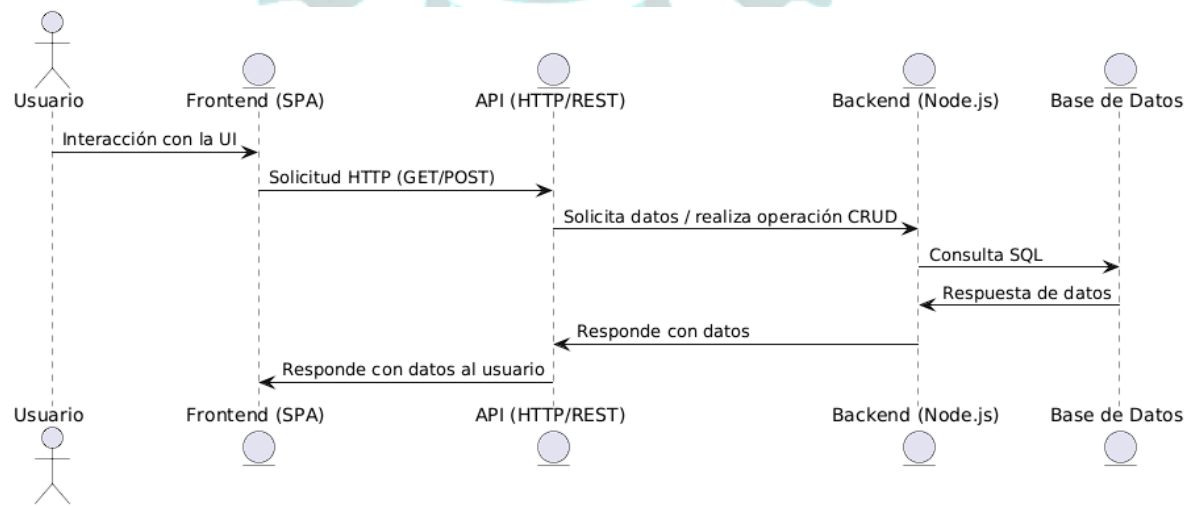 Usuario
Frontend (SPA)
API (HTTP/REST)
Backend (Node.js)
Base de Datos
Interacción con la UI
Solicitud HTTP (GET/POST)
Solicita datos / realiza operación CRUD
Consulta SQL
Respuesta de datos
Responde con datos
Responde con datos al usuario
Usuario
Frontend (SPA)
API (HTTP/REST)
Backend (Node.js)
Base de Datos